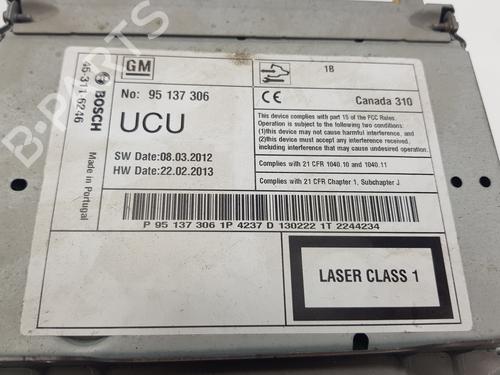 GM
No: 95 137 306
UCU
SW Date:08.03.2012
HW Date:22.02.2013
1B
CE
Canada 310
This device complies with part 15 of the FCC Rules.
Operation is subject to the following two conditions:
(1)this device may not cause harmful interference, and
(2)this device must accept any interference received,
including interference that may cause undesired operation.
Complies with 21 CFR 1040.10 and 1040.11
Complies with 21 CFR Chapter 1, Subchapter J
P 95 137 306 1P 4237 D 130222 1T 2244234
LASER CLASS 1
BOSCH
Made in Portugal
B-PARTS